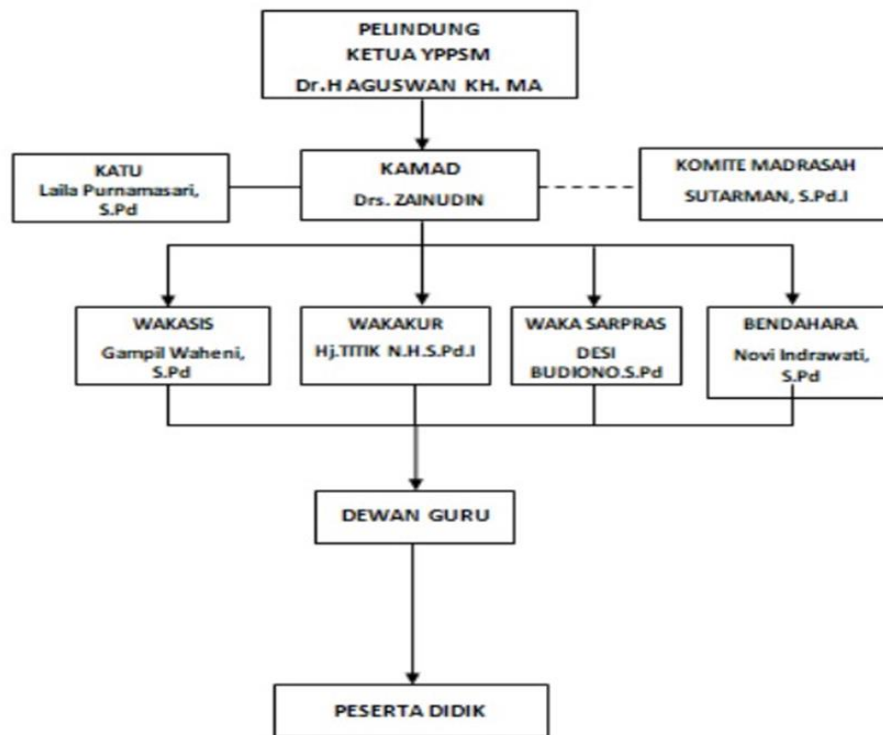 PELINDUNG
KETUA YPPSM
Dr.H AGUSWAN KH. MA
KATU
Laila Purnamasari,
S.Pd
KAMAD
Drs. ZAINUDIN
KOMITE MADRASAH
SUTARMAN, S.Pd.I
WAKASIS
Gampil Waheni,
S.Pd
WAKAKUR
Hj.TITIK N.H.S.Pd.I
WAKA SARPRAS
DESI
BUDIONO.S.Pd
BENDAHARA
Novi Indrawati,
S.Pd
DEWAN GURU
PESERTA DIDIK